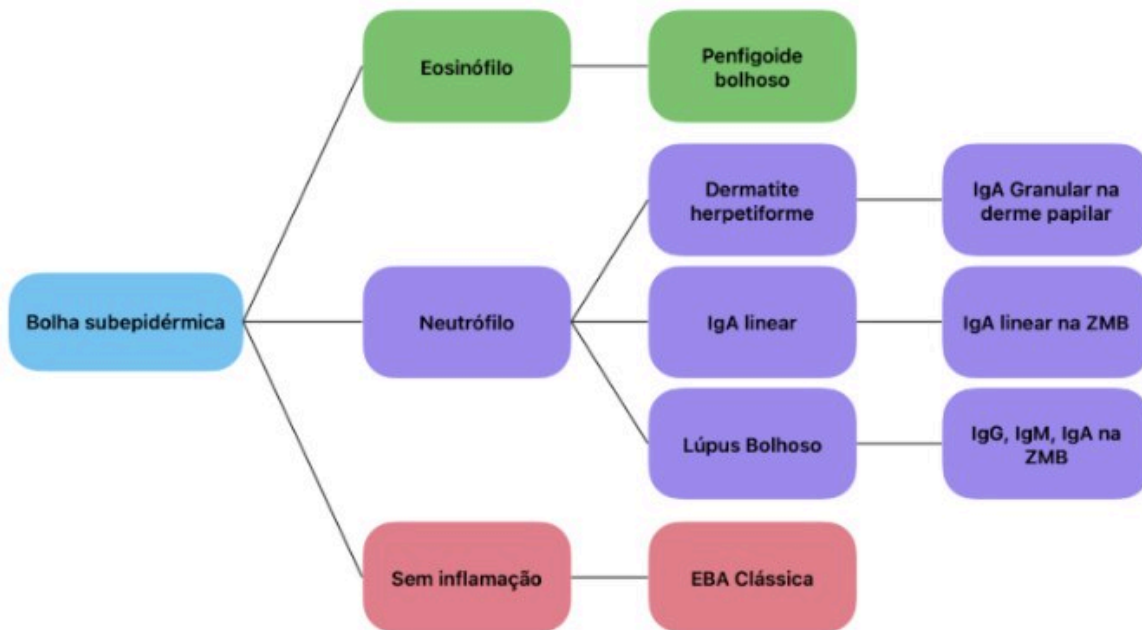 Eosinófilo
Penfigoide
bolhoso
Dermatite
herpetiforme
IgA Granular na
derme papilar
Bolha subepidérmica
Neutrófilo
IgA linear
IgA linear na ZMB
Lúpus Bolhoso
IgG, IgM, IgA na
ZMB
Sem inflamação
EBA Clássica